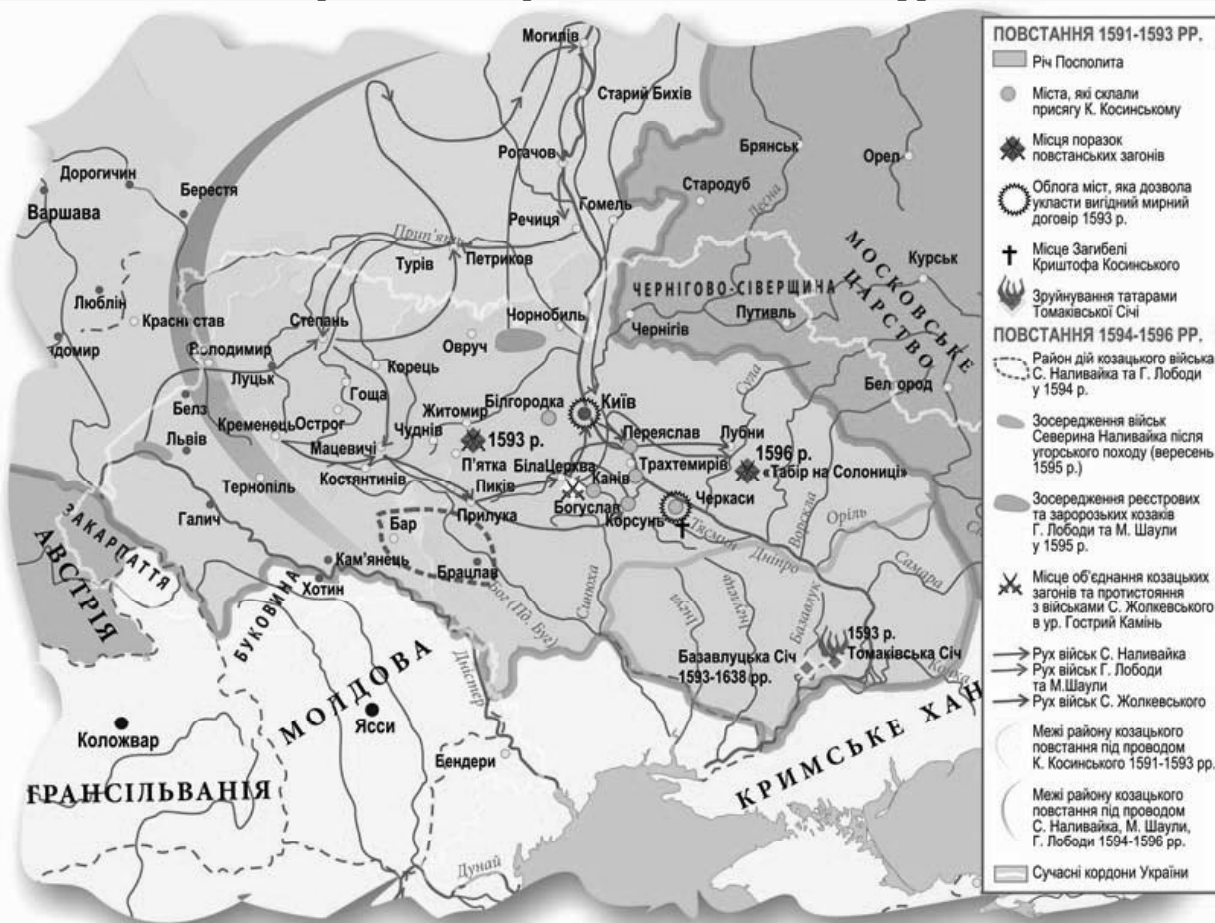 Могилів
Старий Бихів
Рогачов
Брянськ
Орел
Дорогичин
Берестя
Стародуб
Варшава
Речиця
Гомель
Десна
Прип'ять
Турів
Петриков
МОСКОВСЬКЕ
ЦАРСТВО
Курськ
Люблін
ЧЕРНІГОВО-СІВЕРЩИНА
Красностав
Степань
Чорнобиль
Чернігів
Путивль
Овруч
Володимир
Корець
Сула
Луцьк
Белгород
Гоща
Белз
Житомир
Білгородка
Київ
Кременець
Острог
Переяслав
Лубни
Львів
Чуднів
1593 р.
Мацевичі
1596 р.
П'ятка
Біла Церква
Трахтемирів
«Табір на Солониці»
Костянтинів
Пиків
Канів
Тернопіль
Черкаси
Ворскла
Богуслав
Прилука
Корсунь
Оріль
ЗАКАРПАТТЯ
Галич
Бар
Тясмин
Дніпро
АВСТРІЯ
Кам'янець
Брацлав
Самара
Хотин
Бог (Пд. Буг)
Синюха
БУКОВИНА
Інгул
Інгулець
Базавлук
1593 р.
Томаківська Січ
Базавлуцька Січ
1593-1638 рр.
МОЛДОВА
Дністер
Коложвар
Ясси
Бендери
КРИМСЬКЕ ХАН
ТРАНСІЛЬВАНІЯ
Дунай
ПОВСТАННЯ 1591-1593 РР.
Річ Посполита
Міста, які склали
присягу К. Косинському
Місця поразок
повстанських загонів
Облога міст, яка дозвола
укласти вигідний мирний
договір 1593 р.
Місце Загибелі
Криштофа Косинського
Зруйнування татарами
Томаківської Січі
ПОВСТАННЯ 1594-1596 РР.
Район дій козацького війська
С. Наливайка та Г. Лободи
у 1594 р.
Зосередження військ
Северина Наливайка після
угорського походу (вересень
1595 р.)
Зосередження реєстрових
та заророзьких козаків
Г. Лободи та М. Шаули
у 1595 р.
Місце об'єднання козацьких
загонів та протистояння
з військами С. Жолкевського
в ур. Гострий Камінь
Рух військ С. Наливайка
Рух військ Г. Лободи
та М.Шаули
Рух військ С. Жолкевського
Межі району козацького
повстання під проводом
К. Косинського 1591-1593 рр.
Межі району козацького
повстання під проводом
С. Наливайка, М. Шаули,
Г. Лободи 1594-1596 рр.
Сучасні кордони України